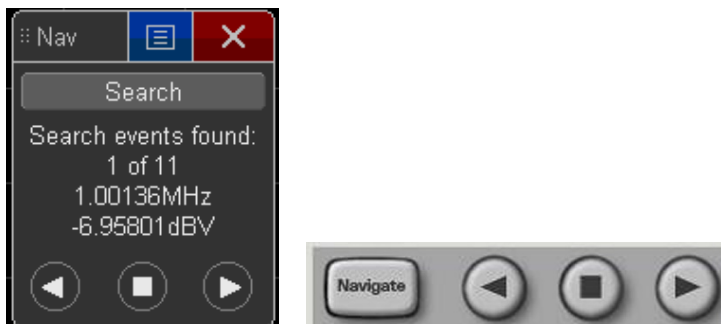 Nav
Search
Search events found:
1 of 11
1.00136MHz
-6.95801dBV
Navigate